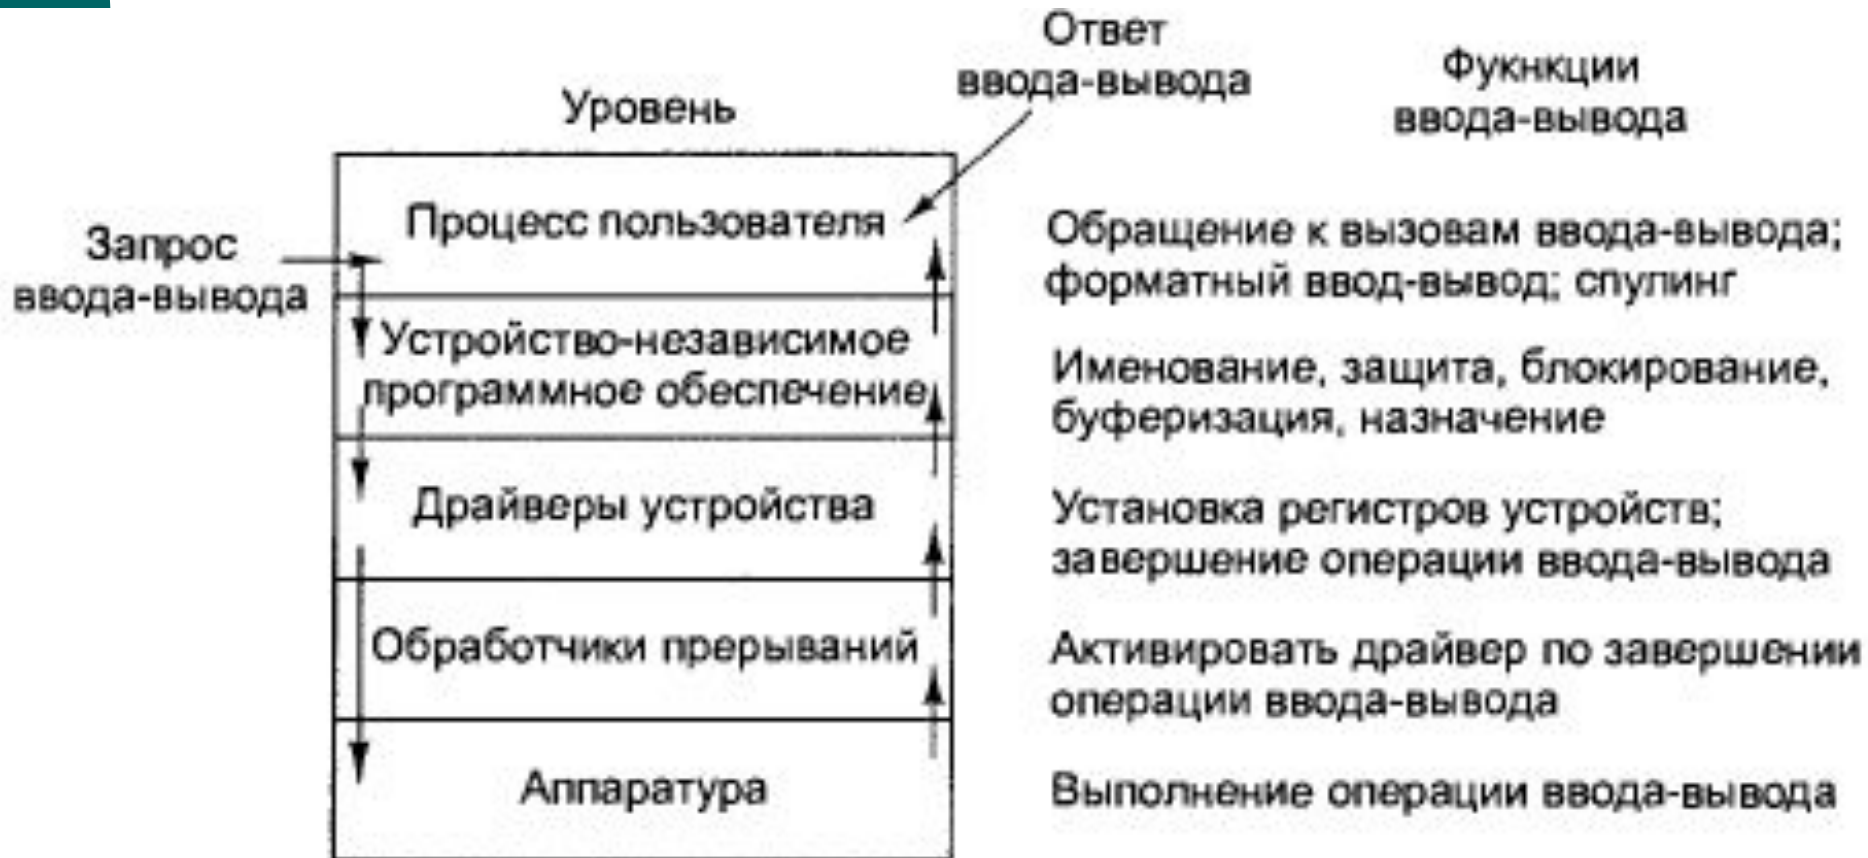 Ответ
ввода-вывода
Фукнкции
ввода-вывода
Уровень
Процесс пользователя
Запрос
ввода-вывода
Обращение к вызовам ввода-вывода;
форматный ввод-вывод; спулинг
Устройство-независимое
программное обеспечение
Именование, защита, блокирование,
буферизация, назначение
Драйверы устройства
Установка регистров устройств;
завершение операции ввода-вывода
Обработчики прерываний
Активировать драйвер по завершении
операции ввода-вывода
Аппаратура
Выполнение операции ввода-вывода